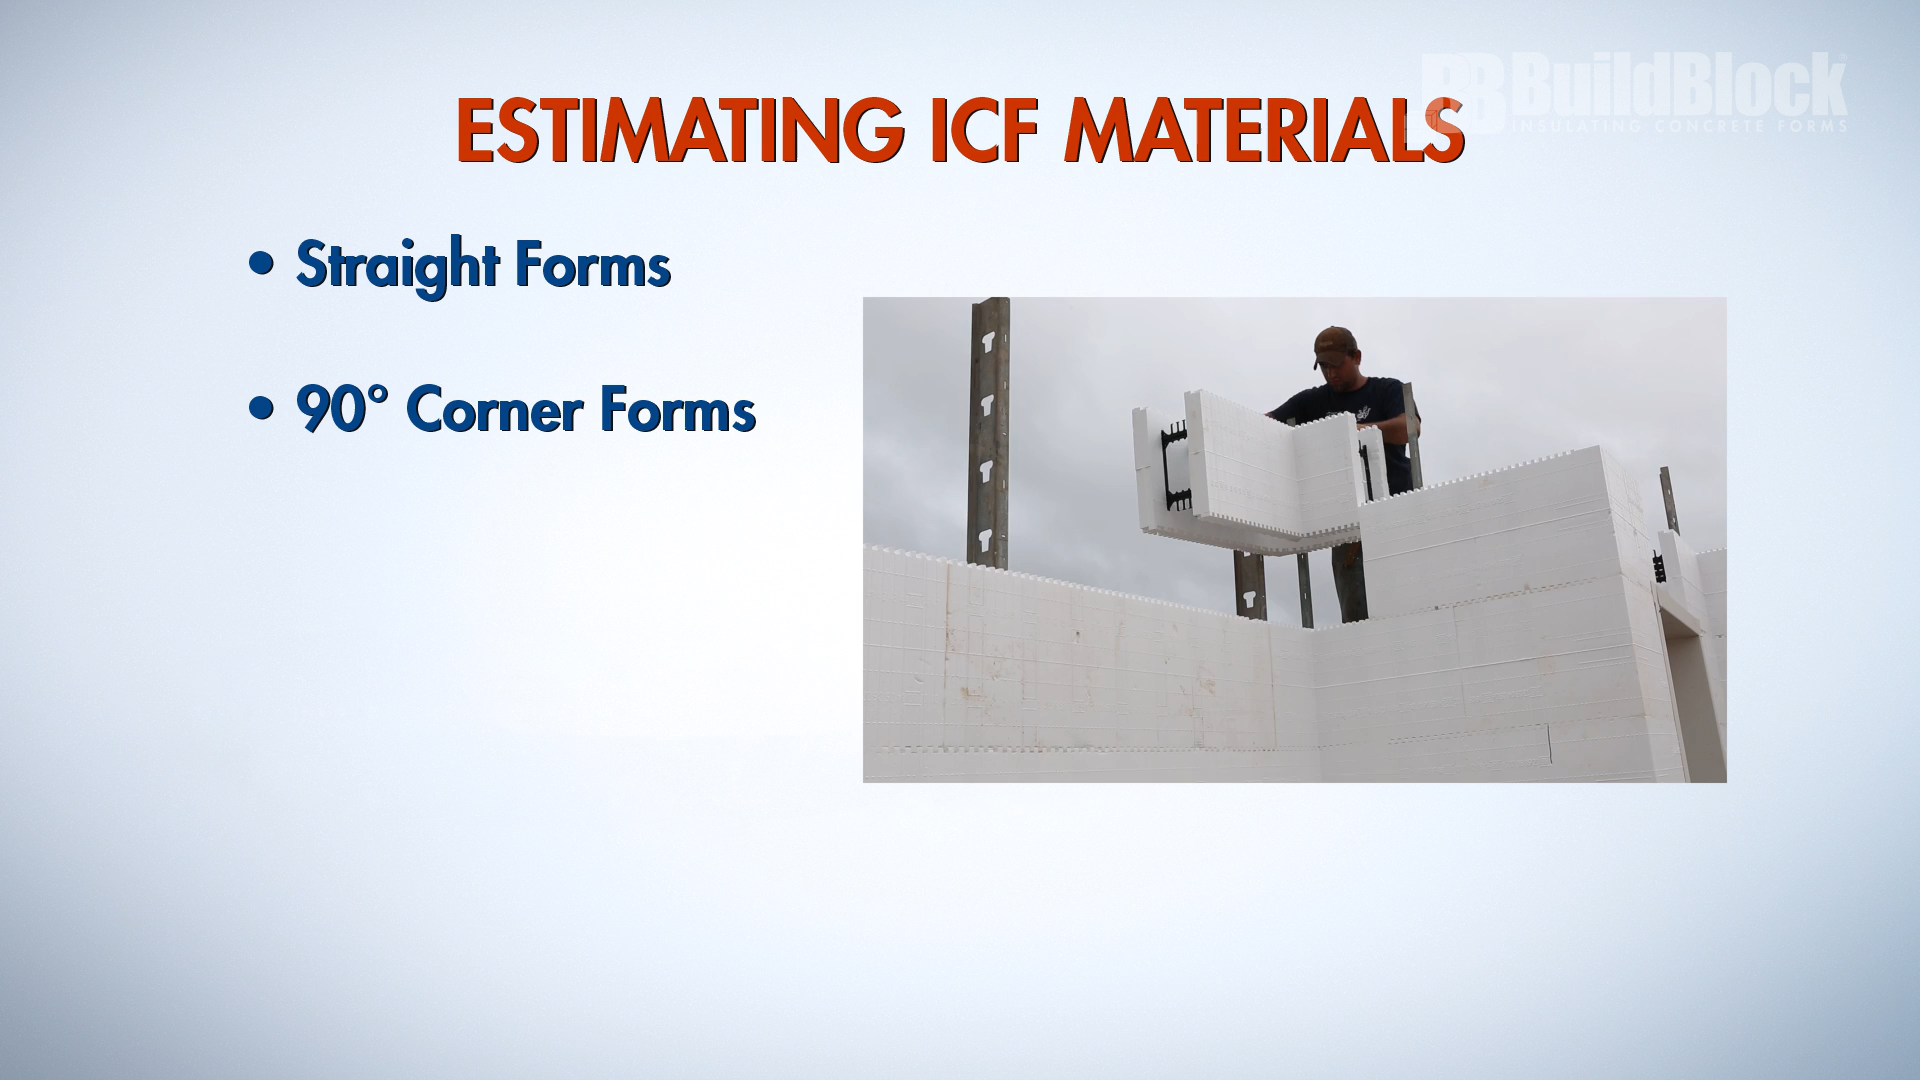 BuildBlock
INSULATING CONCRETE FORMS
ESTIMATING ICF MATERIALS
• Straight Forms
• 90° Corner Forms